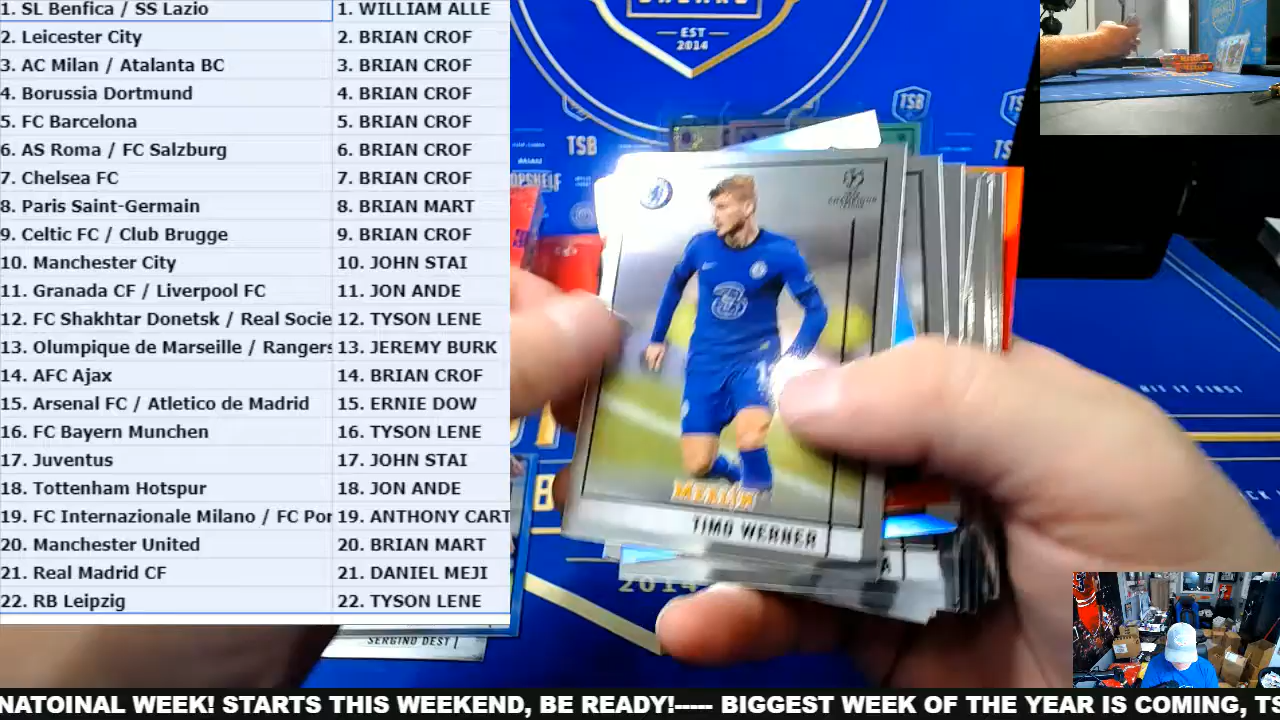 1. SL Benfica / SS Lazio
1. WILLIAM ALLE
2. Leicester City
2. BRIAN CROF
3. AC Milan / Atalanta BC
3. BRIAN CROF
4. Borussia Dortmund
4. BRIAN CROF
5. FC Barcelona
5. BRIAN CROF
6. AS Roma / FC Salzburg
6. BRIAN CROF
7. Chelsea FC
7. BRIAN CROF
8. Paris Saint-Germain
8. BRIAN MART
9. Celtic FC / Club Brugge
9. BRIAN CROF
10. Manchester City
10. JOHN STAI
11. Granada CF / Liverpool FC
11. JON ANDE
12. FC Shakhtar Donetsk / Real Socie
12. TYSON LENE
13. Olumpique de Marseille / Rangers
13. JEREMY BURK
14. AFC Ajax
14. BRIAN CROF
15. Arsenal FC / Atletico de Madrid
15. ERNIE DOW
16. FC Bayern Munchen
16. TYSON LENE
17. Juventus
17. JOHN STAI
18. Tottenham Hotspur
18. JON ANDE
19. FC Internazionale Milano / FC Por
19. ANTHONY CART
20. Manchester United
20. BRIAN MART
21. Real Madrid CF
21. DANIEL MEJI
22. RB Leipzig
22. TYSON LENE
EST
2014
TSB
TSB
MERLIN
TIMO WERNER
HIT IT FIRST
2014
SERGINO DEST
NATOINAL WEEK! STARTS THIS WEEKEND, BE READY!----- BIGGEST WEEK OF THE YEAR IS COMING, TS